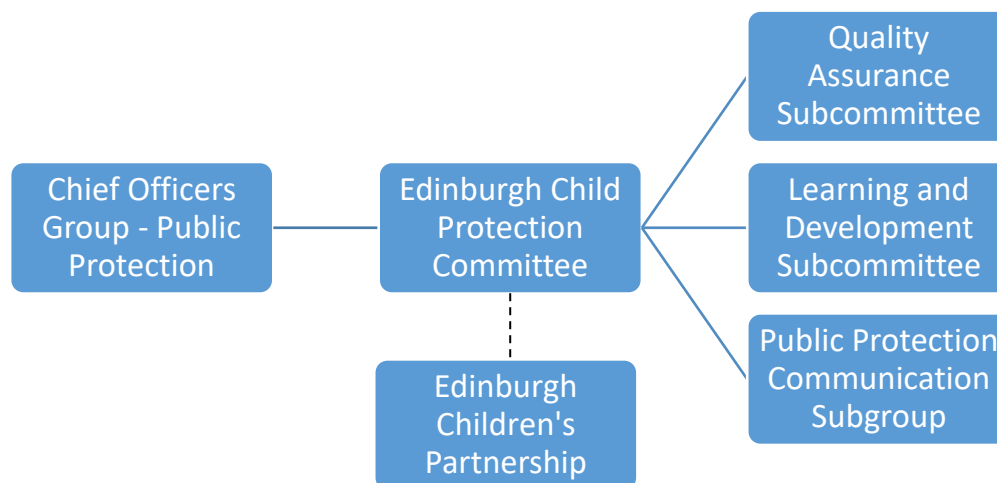 Chief Officers
Group - Public
Protection
Edinburgh Child
Protection
Committee
Edinburgh
Children's
Partnership
Quality
Assurance
Subcommittee
Learning and
Development
Subcommittee
Public Protection
Communication
Subgroup